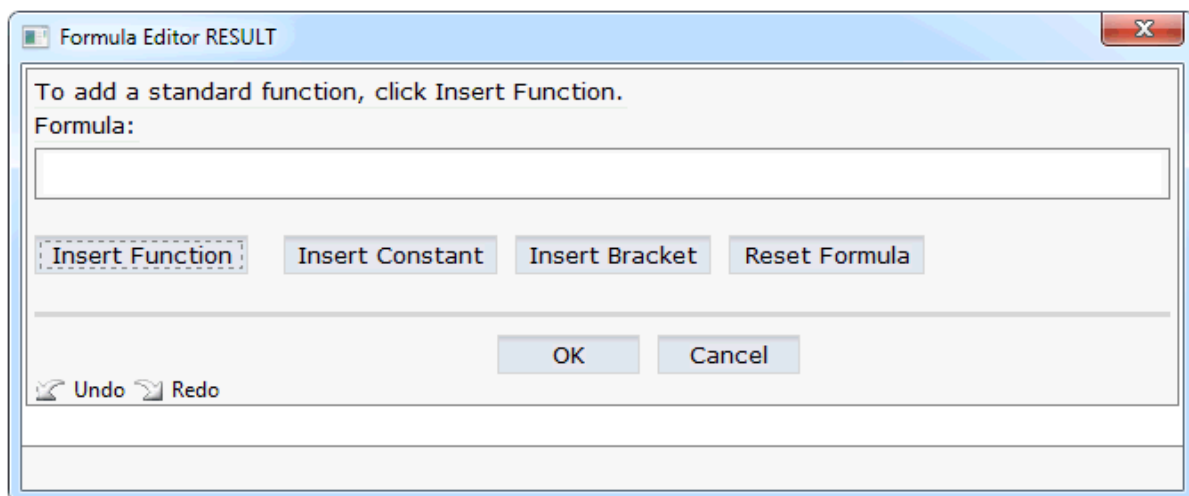 Formula Editor RESULT
X
To add a standard function, click Insert Function.
Formula:
Insert Function Insert Constant Insert Bracket Reset Formula
OK Cancel
Undo Redo